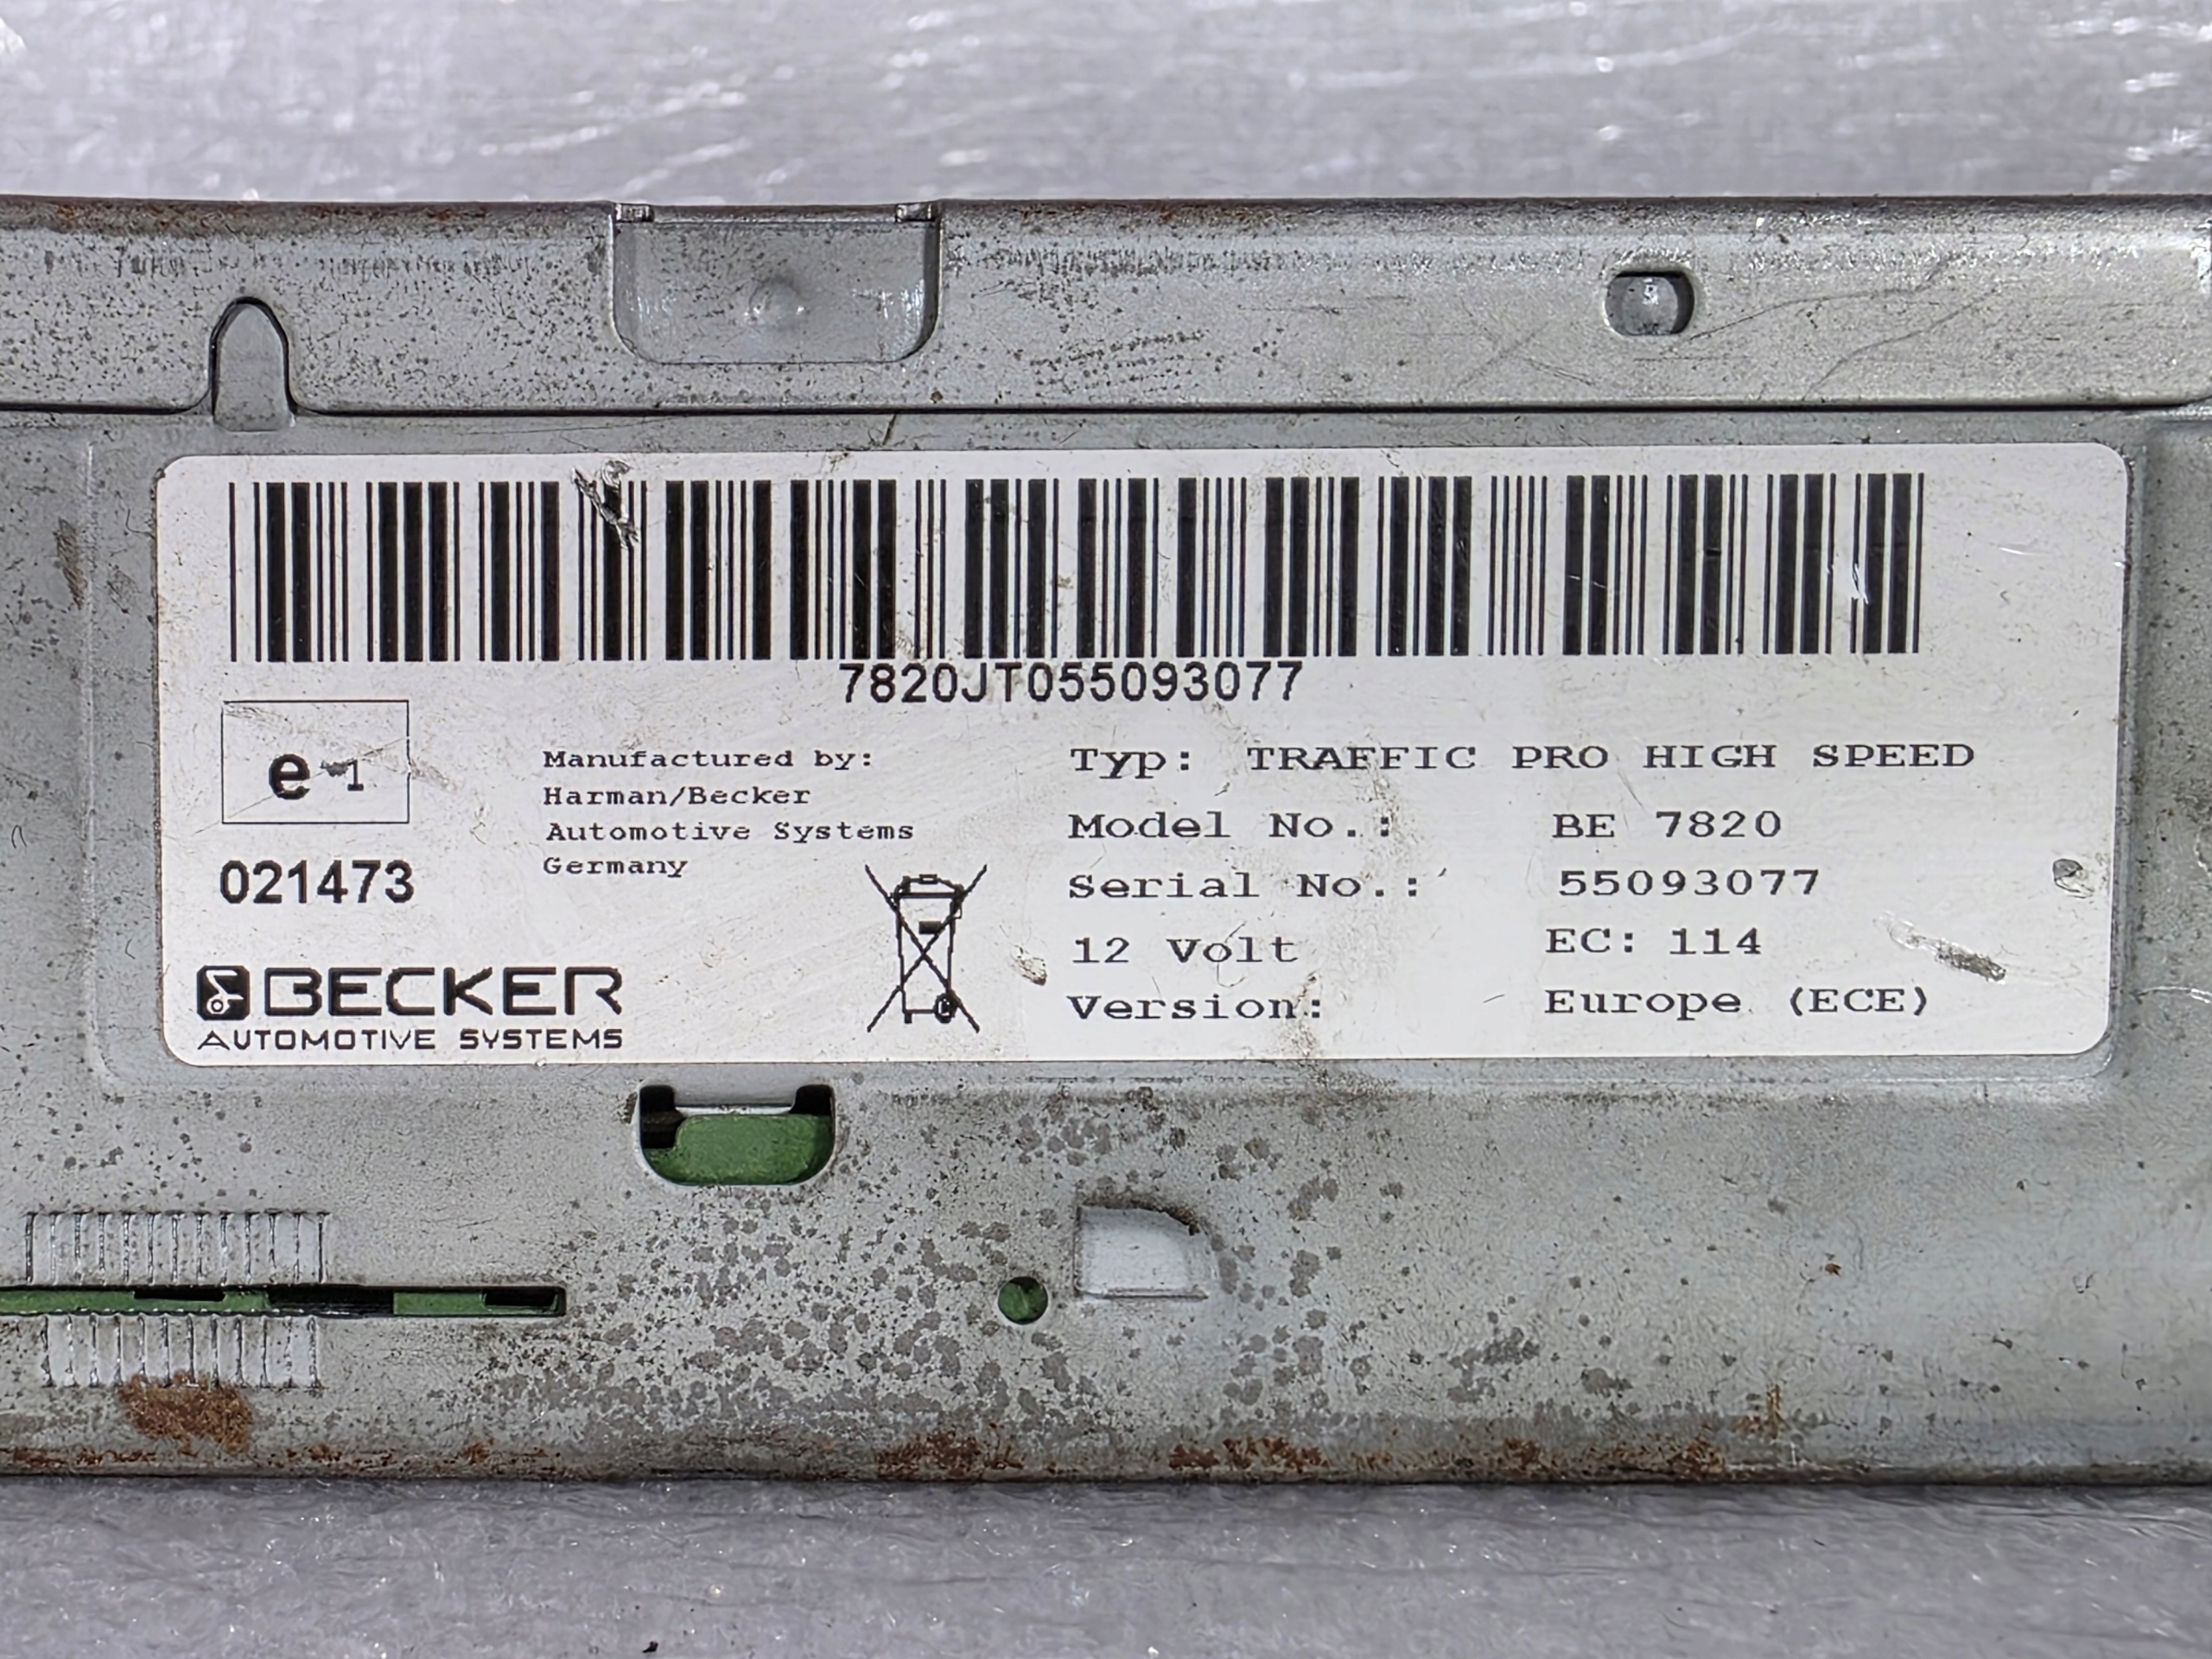 7820JT055093077
e 1
021473
Manufactured by:
Harman/Becker
Automotive Systems
Germany
BECKER
AUTOMOTIVE SYSTEMS
Typ: TRAFFIC PRO HIGH SPEED
Model No.: BE 7820
Serial No.: 55093077
12 Volt EC: 114
Version: Europe (ECE)